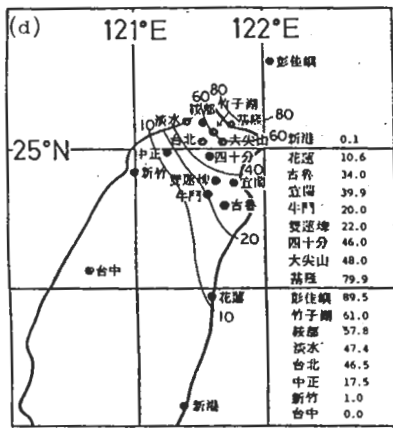 (d)
121°E
122°E
彭佳嶼
60
80
竹子湖
鞍部
淡水
基隆
80
10
台北
大尖山
60
25°N
中正
四十分
40
新竹
雙連埤
宜蘭
牛鬥
古魯
20
台中
花蓮
10
新港
新港 0.1
花蓮 10.6
古魯 34.0
宜蘭 39.9
牛鬥 20.0
雙連埤 22.0
四十分 46.0
大尖山 48.0
基隆 79.9
彭佳嶼 89.5
竹子湖 61.0
鞍部 57.8
淡水 47.4
台北 46.5
中正 17.5
新竹 1.0
台中 0.0